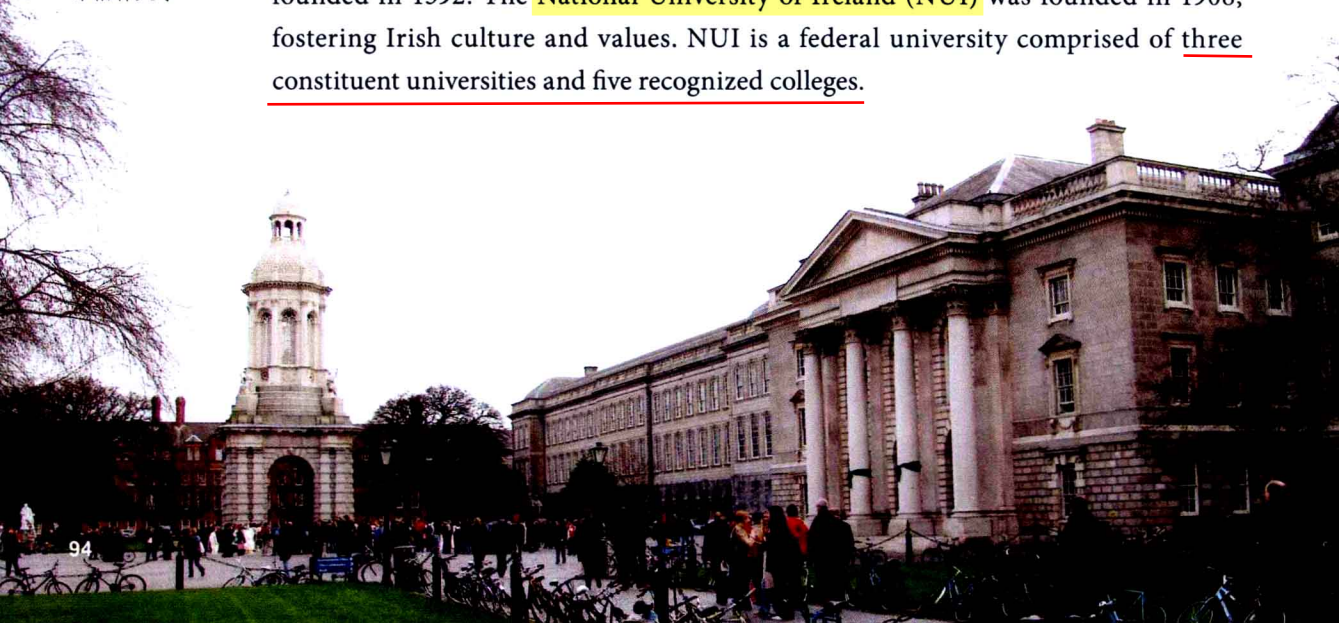 founded in 1592. The National University of Ireland (NUI) was founded in 1908,
fostering Irish culture and values. NUI is a federal university comprised of three
constituent universities and five recognized colleges.
94